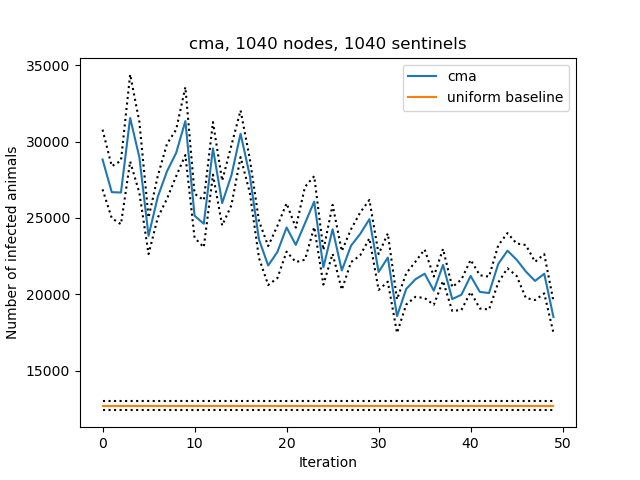 cma, 1040 nodes, 1040 sentinels
35000
30000
25000
20000
15000
Number of infected animals
cma
uniform baseline
0
10
20
30
40
50
Iteration